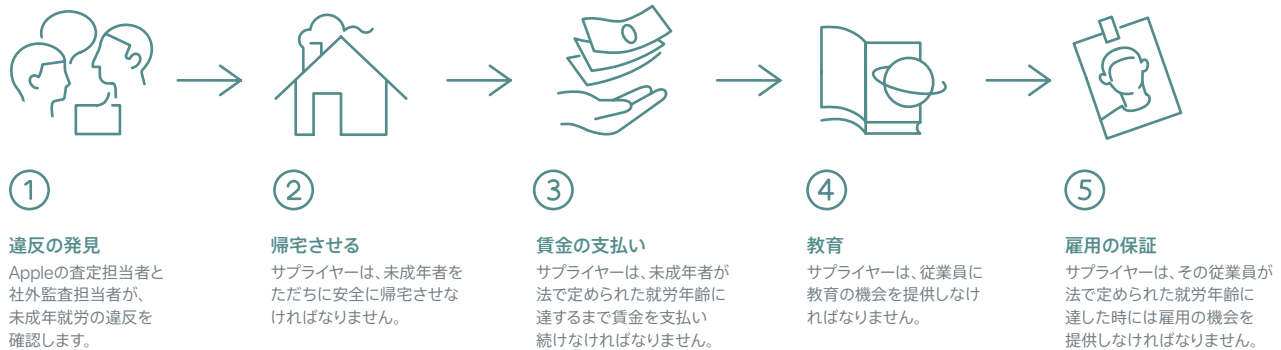 ①
違反の発見
Appleの査定担当者と
社外監査担当者が、
未成年就労の違反を
確認します。
②
帰宅させる
サプライヤーは、未成年者を
ただちに安全に帰宅させな
ければなりません。
③
賃金の支払い
サプライヤーは、未成年者が
法で定められた就労年齢に
達するまで賃金を支払い
続けなければなりません。
④
教育
サプライヤーは、従業員に
教育の機会を提供しなけ
ればなりません。
⑤
雇用の保証
サプライヤーは、その従業員が
法で定められた就労年齢に
達した時には雇用の機会を
提供しなければなりません。